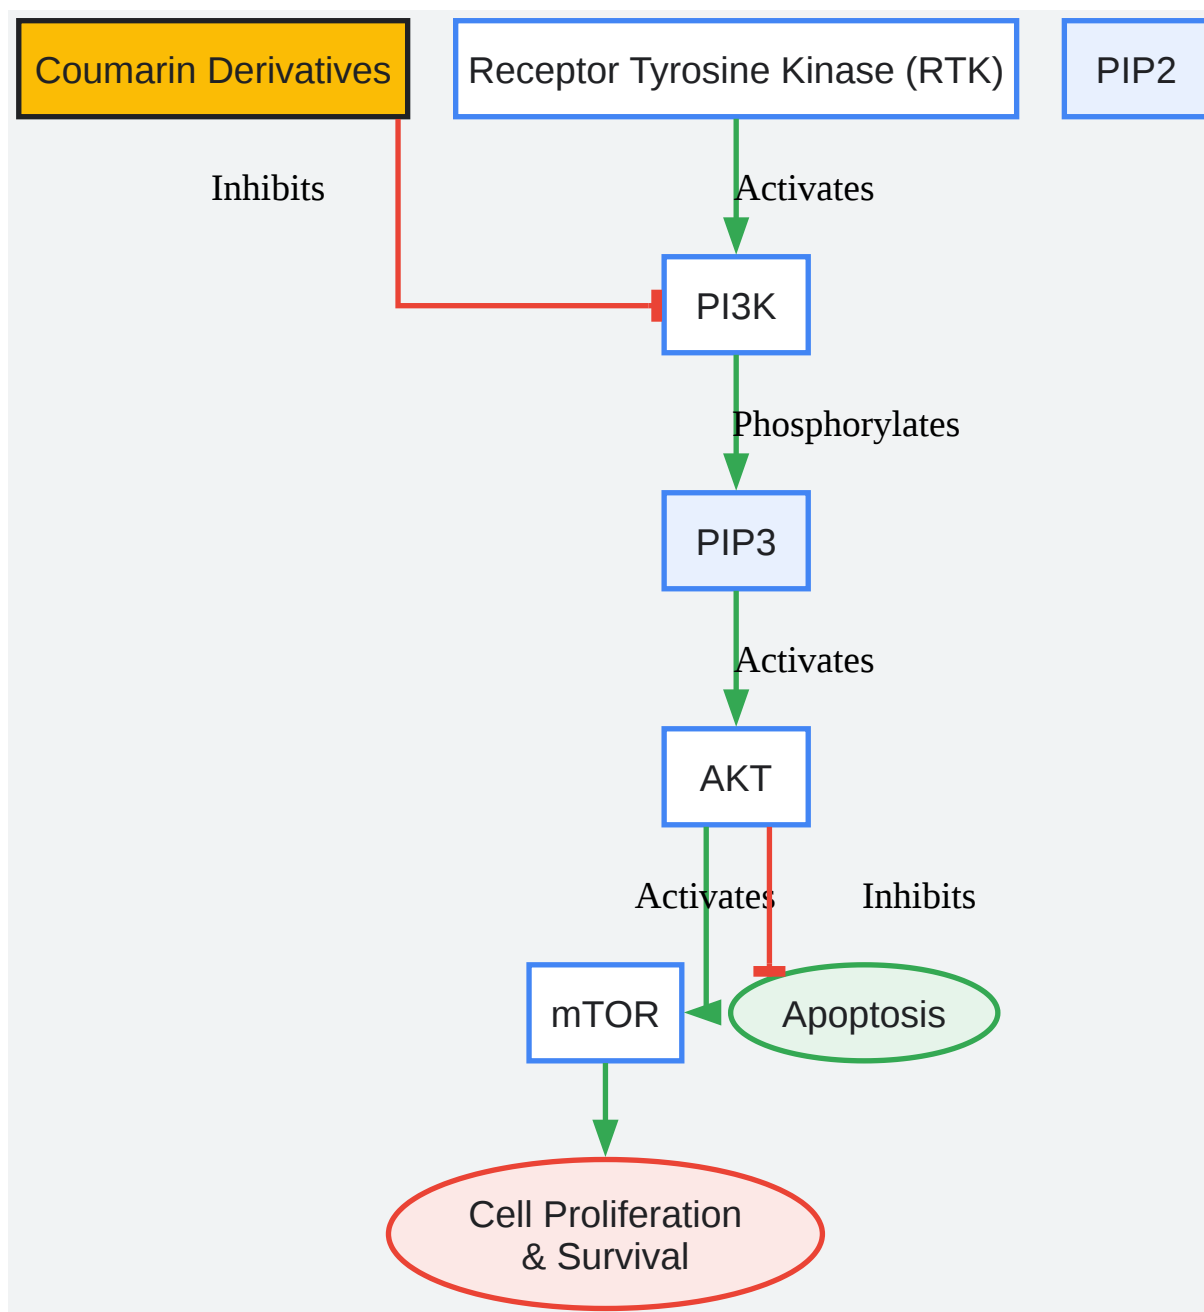 Coumarin Derivatives
Receptor Tyrosine Kinase (RTK)
PIP2
Inhibits
Activates
PI3K
Phosphorylates
PIP3
Activates
AKT
Activates
Inhibits
mTOR
Apoptosis
Cell Proliferation
& Survival